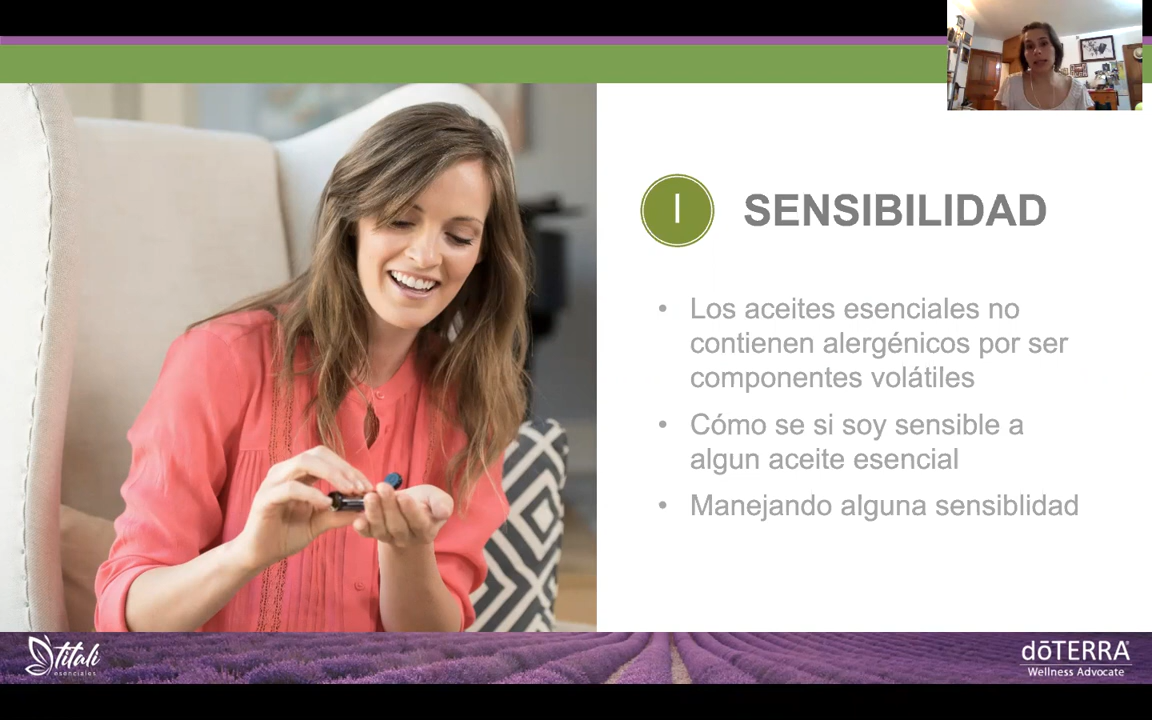 I
SENSIBILIDAD
• Los aceites esenciales no
contienen alergénicos por ser
componentes volátiles
• Cómo se si soy sensible a
algun aceite esencial
• Manejando alguna sensiblidad
titali
esenciales
dōTERRA
Wellness Advocate